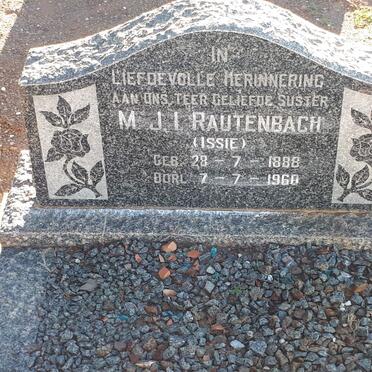 IN
LIEFDEVOLLE HERINNERING
AAN ONS TEER GELIEFDE SUSTER
M. J. I. RAUTENBACH
(ISSIE)
GEB. 28 - 7 - 1888
OORL. 7 - 7 - 1960